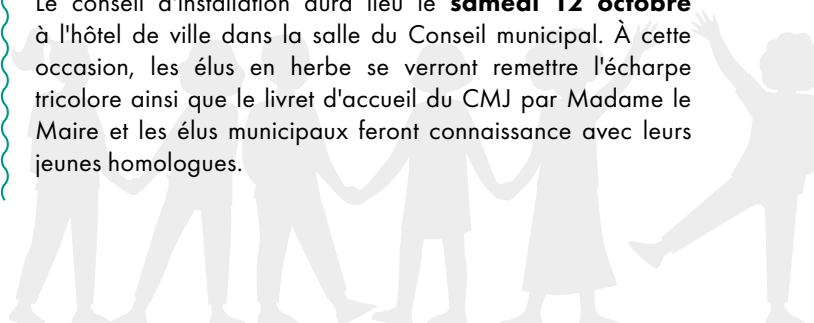 Le conseil d'installation aura lieu le samedi 12 octobre
à l'hôtel de ville dans la salle du Conseil municipal. À cette
occasion, les élus en herbe se verront remettre l'écharpe
tricolore ainsi que le livret d'accueil du CMJ par Madame le
Maire et les élus municipaux feront connaissance avec leurs
jeunes homologues.